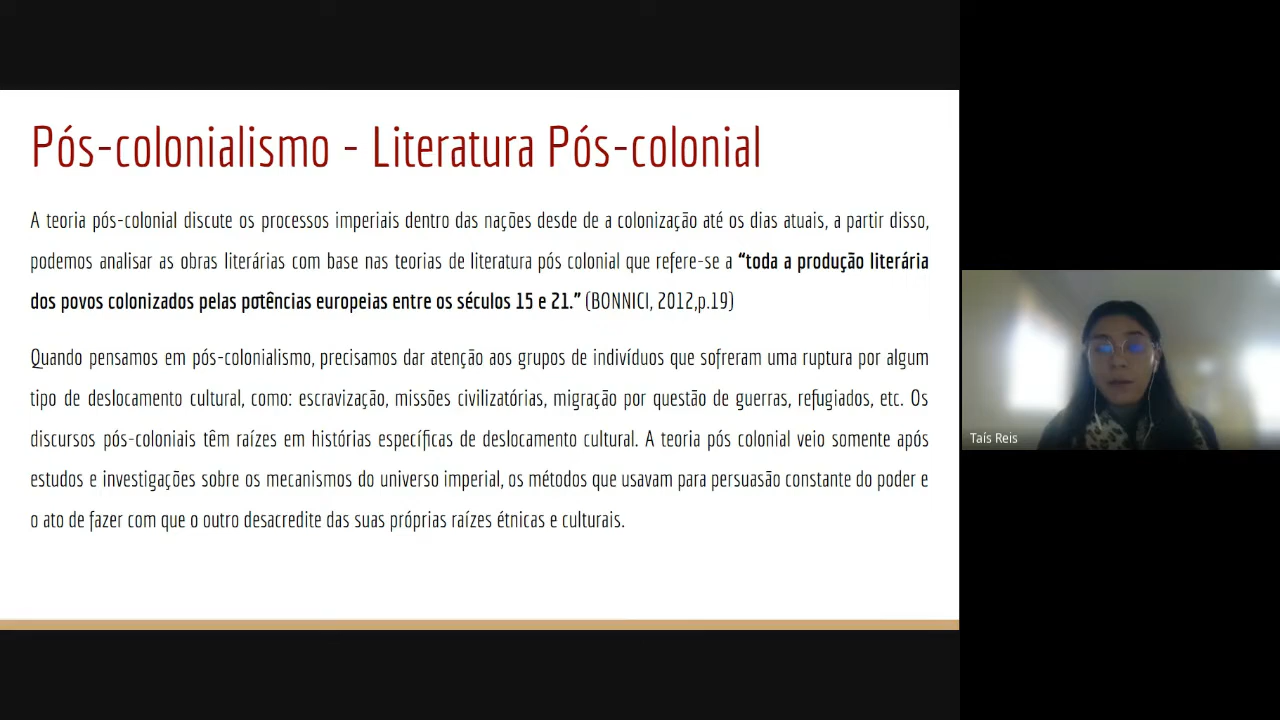 Pós-colonialismo - Literatura Pós-colonial
A teoria pós-colonial discute os processos imperiais dentro das nações desde de a colonização até os dias atuais, a partir disso,
podemos analisar as obras literárias com base nas teorias de literatura pós colonial que refere-se a “toda a produção literária
dos povos colonizados pelas potências europeias entre os séculos 15 e 21.” (BONNICI, 2012,p.19)
Quando pensamos em pós-colonialismo, precisamos dar atenção aos grupos de indivíduos que sofreram uma ruptura por algum
tipo de deslocamento cultural, como: escravização, missões civilizatórias, migração por questão de guerras, refugiados, etc. Os
discursos pós-coloniais têm raízes em histórias específicas de deslocamento cultural. A teoria pós colonial veio somente após
estudos e investigações sobre os mecanismos do universo imperial, os métodos que usavam para persuasão constante do poder e
o ato de fazer com que o outro desacredite das suas próprias raízes étnicas e culturais.
Taís Reis